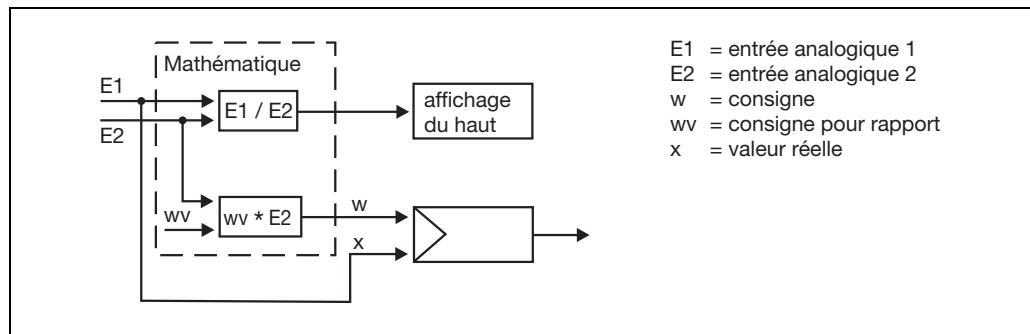 Mathématique
E1
E2
E1 / E2
affichage
du haut
wv
wv * E2
w
x
E1 = entrée analogique 1
E2 = entrée analogique 2
w = consigne
wv = consigne pour rapport
x = valeur réelle